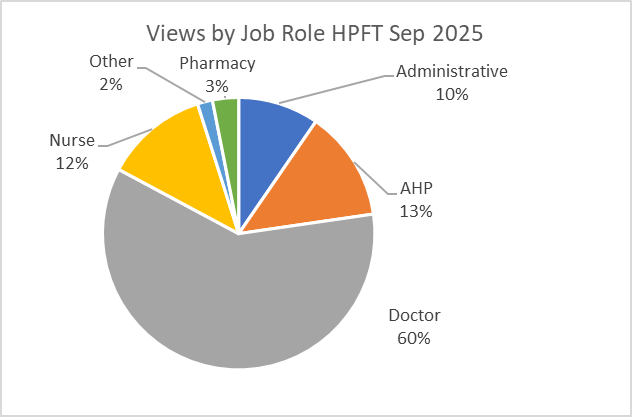 Views by Job Role HPFT Sep 2025
Other
2%
Pharmacy
3%
Administrative
10%
Nurse
12%
AHP
13%
Doctor
60%